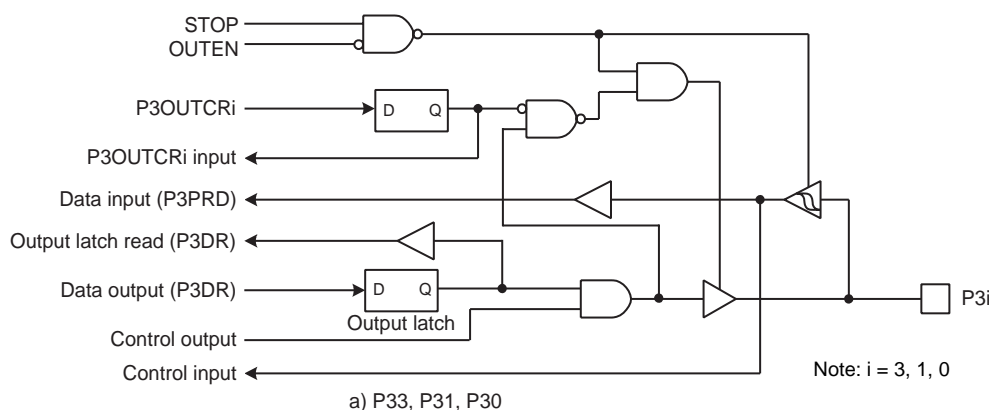 STOP
OUTEN
P3OUTCRi
D Q
P3OUTCRi input
Data input (P3PRD)
Output latch read (P3DR)
Data output (P3DR)
D Q
Output latch
P3i
Control output
Control input
Note: i = 3, 1, 0
a) P33, P31, P30